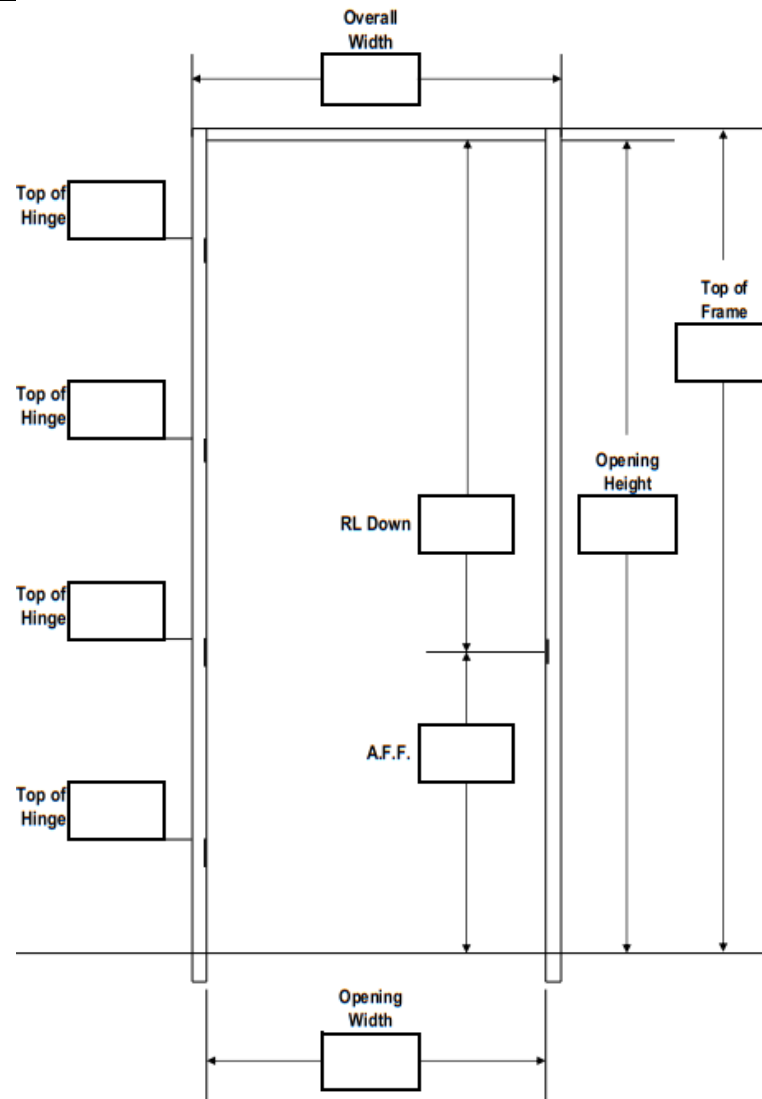 Overall
Width
Top of
Hinge
Top of
Frame
Top of
Hinge
Opening
Height
RL Down
Top of
Hinge
A.F.F.
Top of
Hinge
Opening
Width